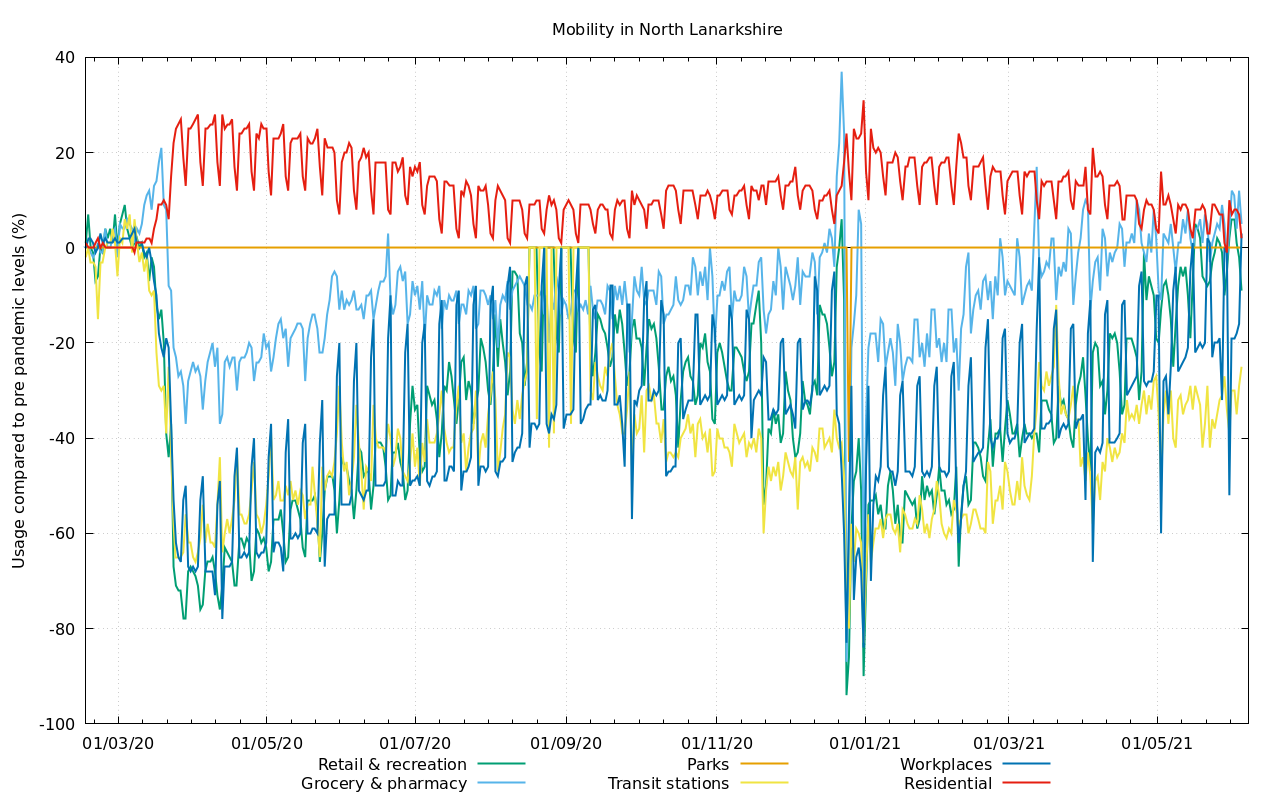 Mobility in North Lanarkshire
Usage compared to pre pandemic levels (%)
40
20
0
-20
-40
-60
-80
-100
01/03/20 01/05/20 01/07/20 01/09/20 01/11/20 01/01/21 01/03/21 01/05/21
Retail & recreation Parks Workplaces
Grocery & pharmacy Transit stations Residential